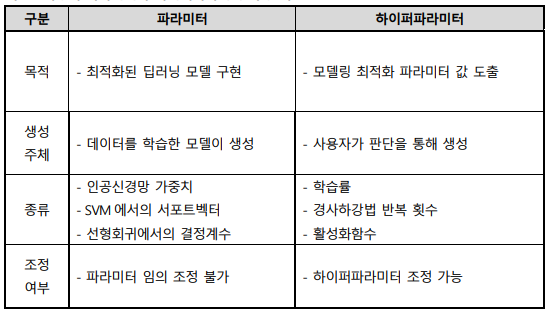 구분 파라미터 하이퍼파라미터
목적 - 최적화된 딥러닝 모델 구현 - 모델링 최적화 파라미터 값 도출
생성
주체 - 데이터를 학습한 모델이 생성 - 사용자가 판단을 통해 생성
종류
- 인공신경망 가중치
- SVM 에서의 서포트벡터
- 선형회귀에서의 결정계수
- 학습률
- 경사하강법 반복 횟수
- 활성화함수
조정
여부 - 파라미터 임의 조정 불가 - 하이퍼파라미터 조정 가능